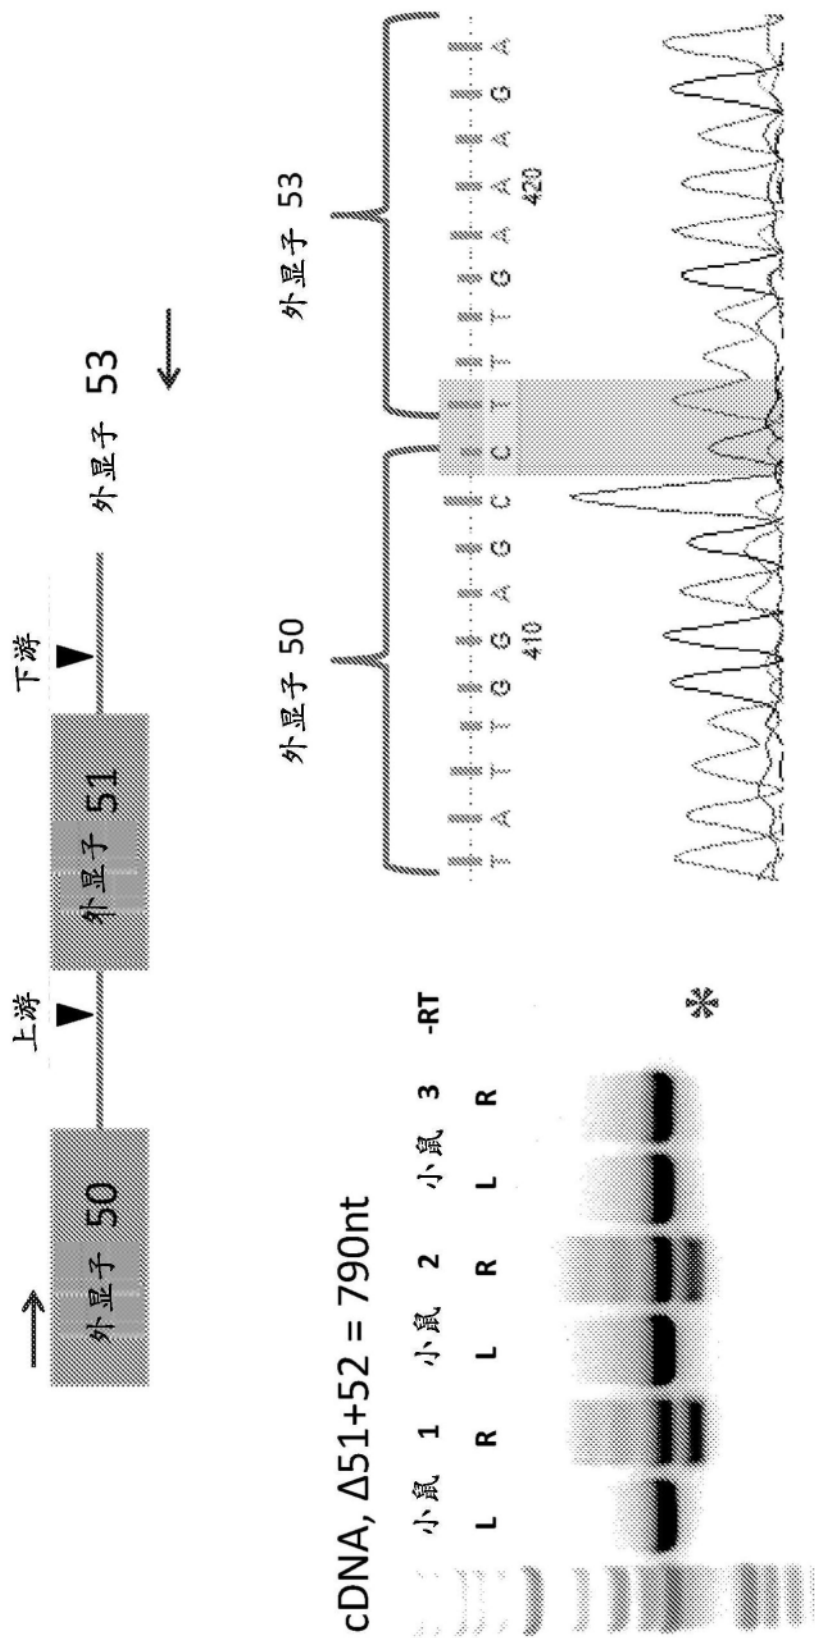 上游
下游
外显子 50
外显子 51
外显子 53
cDNA, Δ51+52 = 790nt
小鼠 1 小鼠 2 小鼠 3 -RT
L R L R L R
*
外显子 50
外显子 53
T A T T G G A G C C T T T G A A A G A
410 420